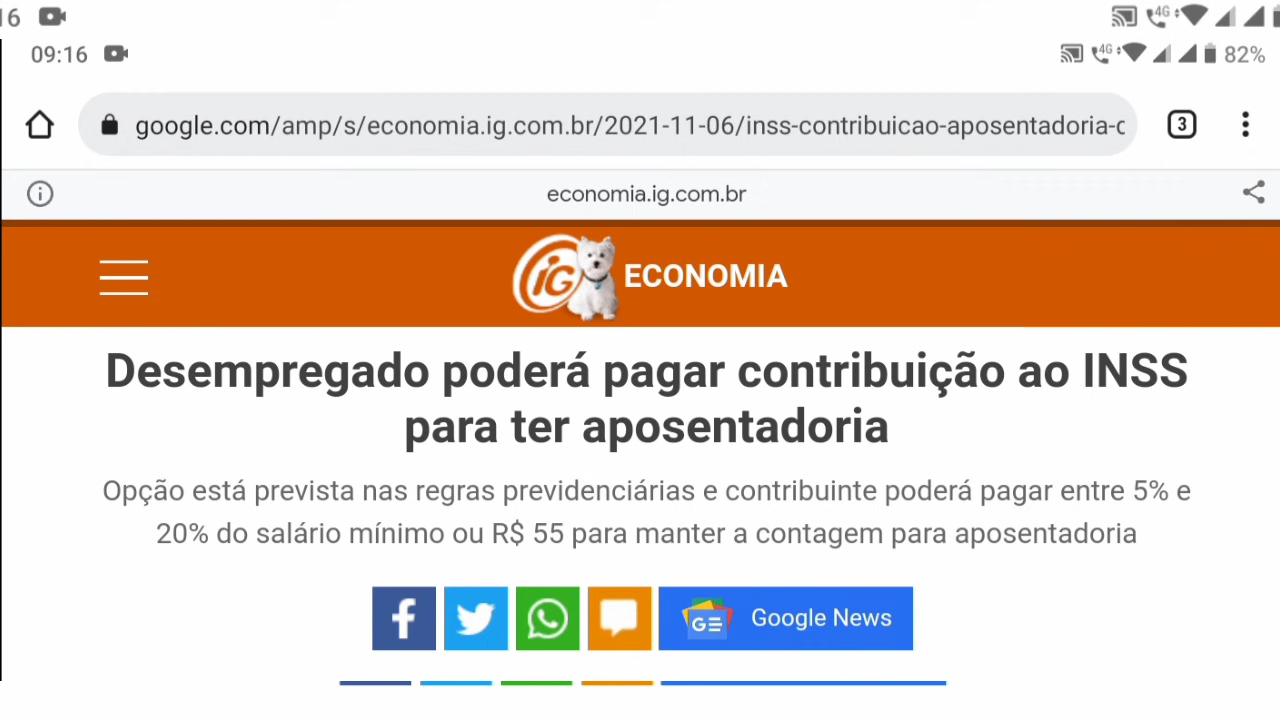 16
4G
09:16
4G
82%
google.com/amp/s/economia.ig.com.br/2021-11-06/inss-contribuicao-aposentadoria-c
3
economia.ig.com.br
iG ECONOMIA
Desempregado poderá pagar contribuição ao INSS
para ter aposentadoria
Opção está prevista nas regras previdenciárias e contribuinte poderá pagar entre 5% e
20% do salário mínimo ou R$ 55 para manter a contagem para aposentadoria
f
GE Google News